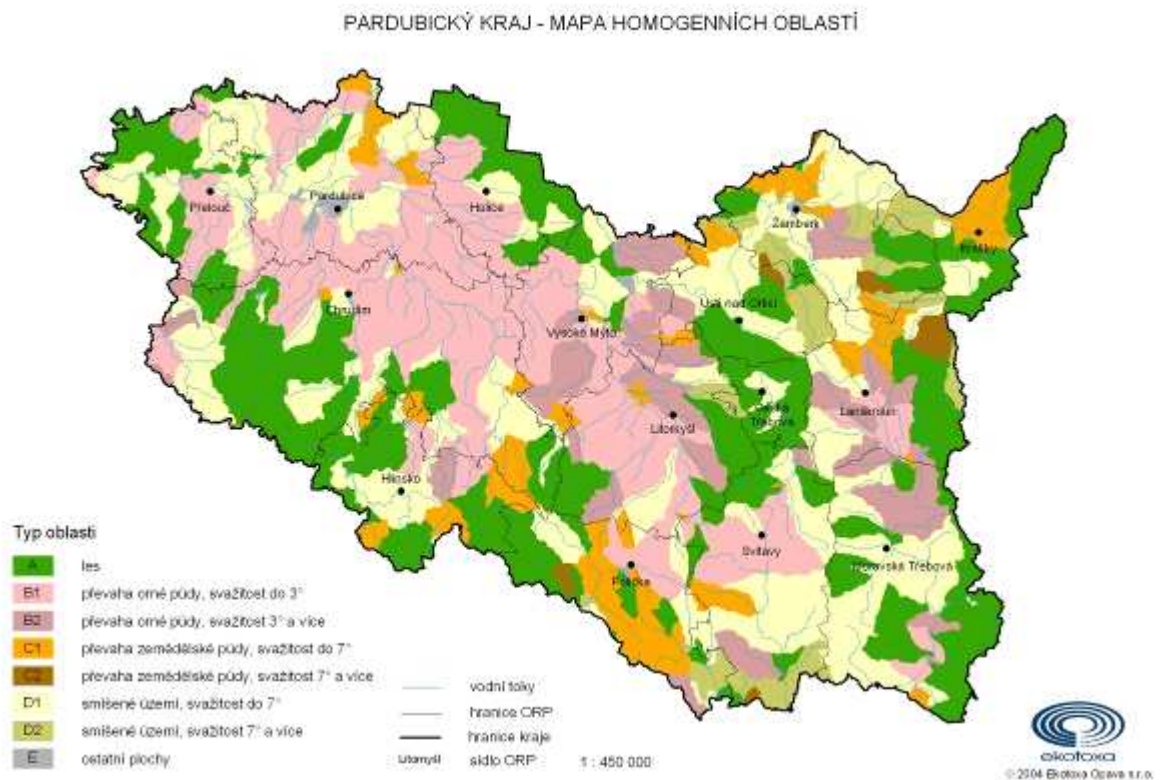 PARDUBICKÝ KRAJ - MAPA HOMOGENNÍCH OBLASTÍ
Přelouč
Pardubice
Holice
Žamberk
Králíky
Chrudim
Vysoké Mýto
Ústí nad Orlicí
Litomyšl
Česká
Třebová
Lanškroun
Hlinsko
Polička
Svitavy
Moravská Třebová
Typ oblasti
A les
B1 převaha orné půdy, svažitost do 3°
B2 převaha orné půdy, svažitost 3° a více
C1 převaha zemědělské půdy, svažitost do 7°
C2 převaha zemědělské půdy, svažitost 7° a více
D1 smíšené území, svažitost do 7°
D2 smíšené území, svažitost 7° a více
E ostatní plochy
vodní toky
hranice ORP
hranice kraje
Litomyšl sídlo ORP 1 : 450 000
ekotoxa
© 2004 Ekotoxa Opava s.r.o.